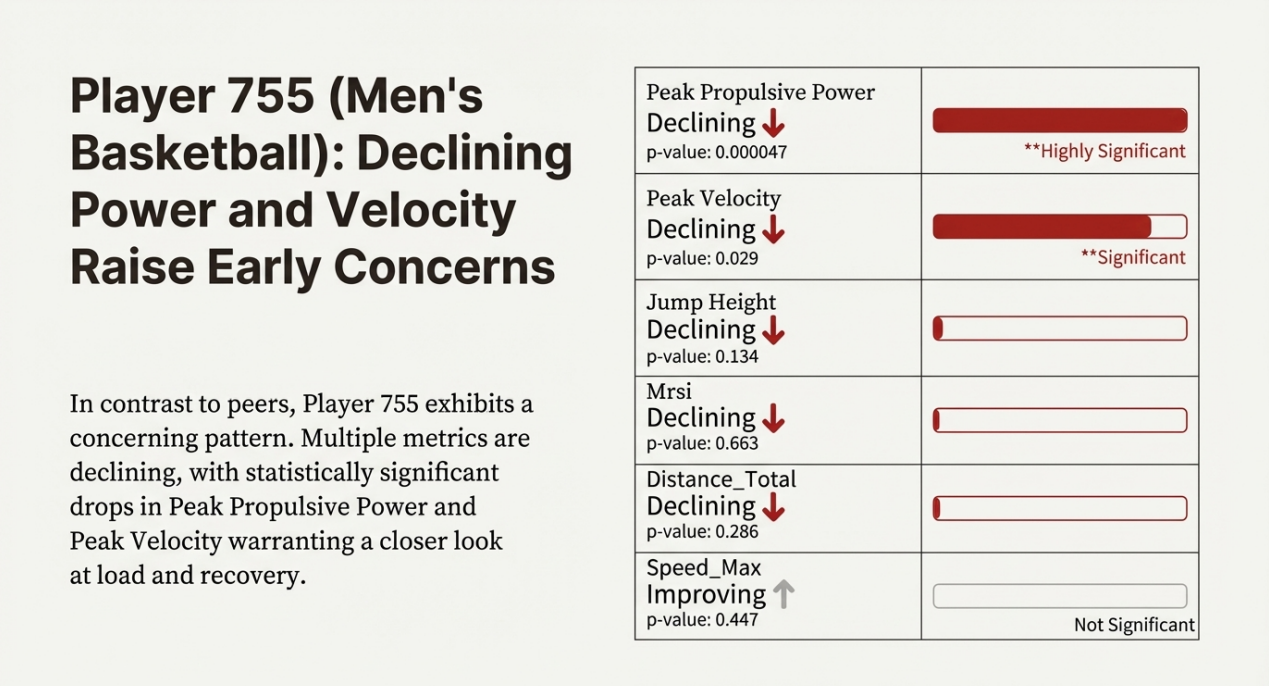 Player 755 (Men's
Basketball): Declining
Power and Velocity
Raise Early Concerns
In contrast to peers, Player 755 exhibits a
concerning pattern. Multiple metrics are
declining, with statistically significant
drops in Peak Propulsive Power and
Peak Velocity warranting a closer look
at load and recovery.
Peak Propulsive Power
Declining ↓
p-value: 0.000047
**Highly Significant
Peak Velocity
Declining ↓
p-value: 0.029
**Significant
Jump Height
Declining ↓
p-value: 0.134
Mrsi
Declining ↓
p-value: 0.663
Distance_Total
Declining ↓
p-value: 0.286
Speed_Max
Improving ↑
p-value: 0.447
Not Significant